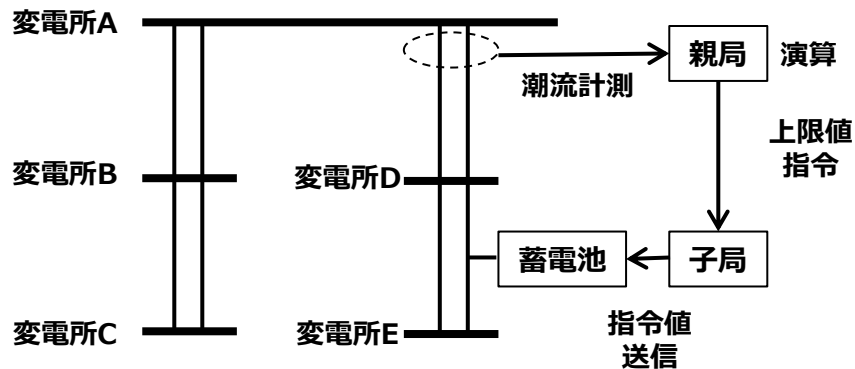 変電所A
親局
演算
潮流計測
上限値
指令
変電所B
変電所D
蓄電池
子局
変電所C
変電所E
指令値
送信